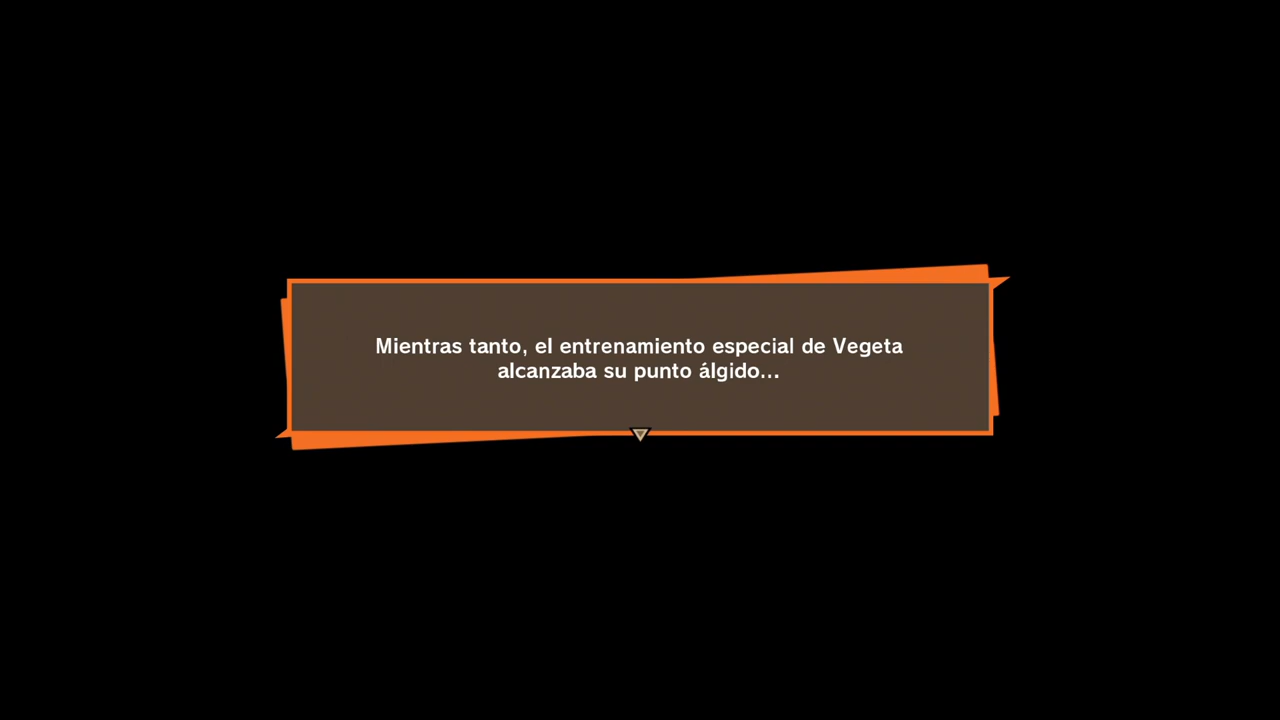 Mientras tanto, el entrenamiento especial de Vegeta
alcanzaba su punto álgido...